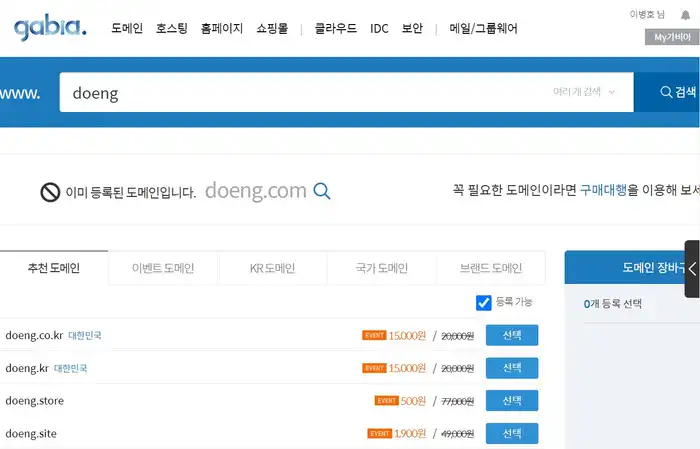 이병호 님
gabia. 도메인 호스팅 홈페이지 쇼핑몰 | 클라우드 IDC 보안 | 메일/그룹웨어
My가비아
www. doeng 여러 개 검색 검색
이미 등록된 도메인입니다. doeng.com 꼭 필요한 도메인이라면 구매대행을 이용해 보세
추천 도메인 이벤트 도메인 KR 도메인 국가 도메인 브랜드 도메인
도메인 장바구
등록 가능
0개 등록 선택
doeng.co.kr 대한민국 EVENT 15,000원 / 20,000원 선택
doeng.kr 대한민국 EVENT 15,000원 / 20,000원 선택
doeng.store EVENT 500원 / 77,000원 선택
doeng.site EVENT 1,900원 / 49,000원 선택